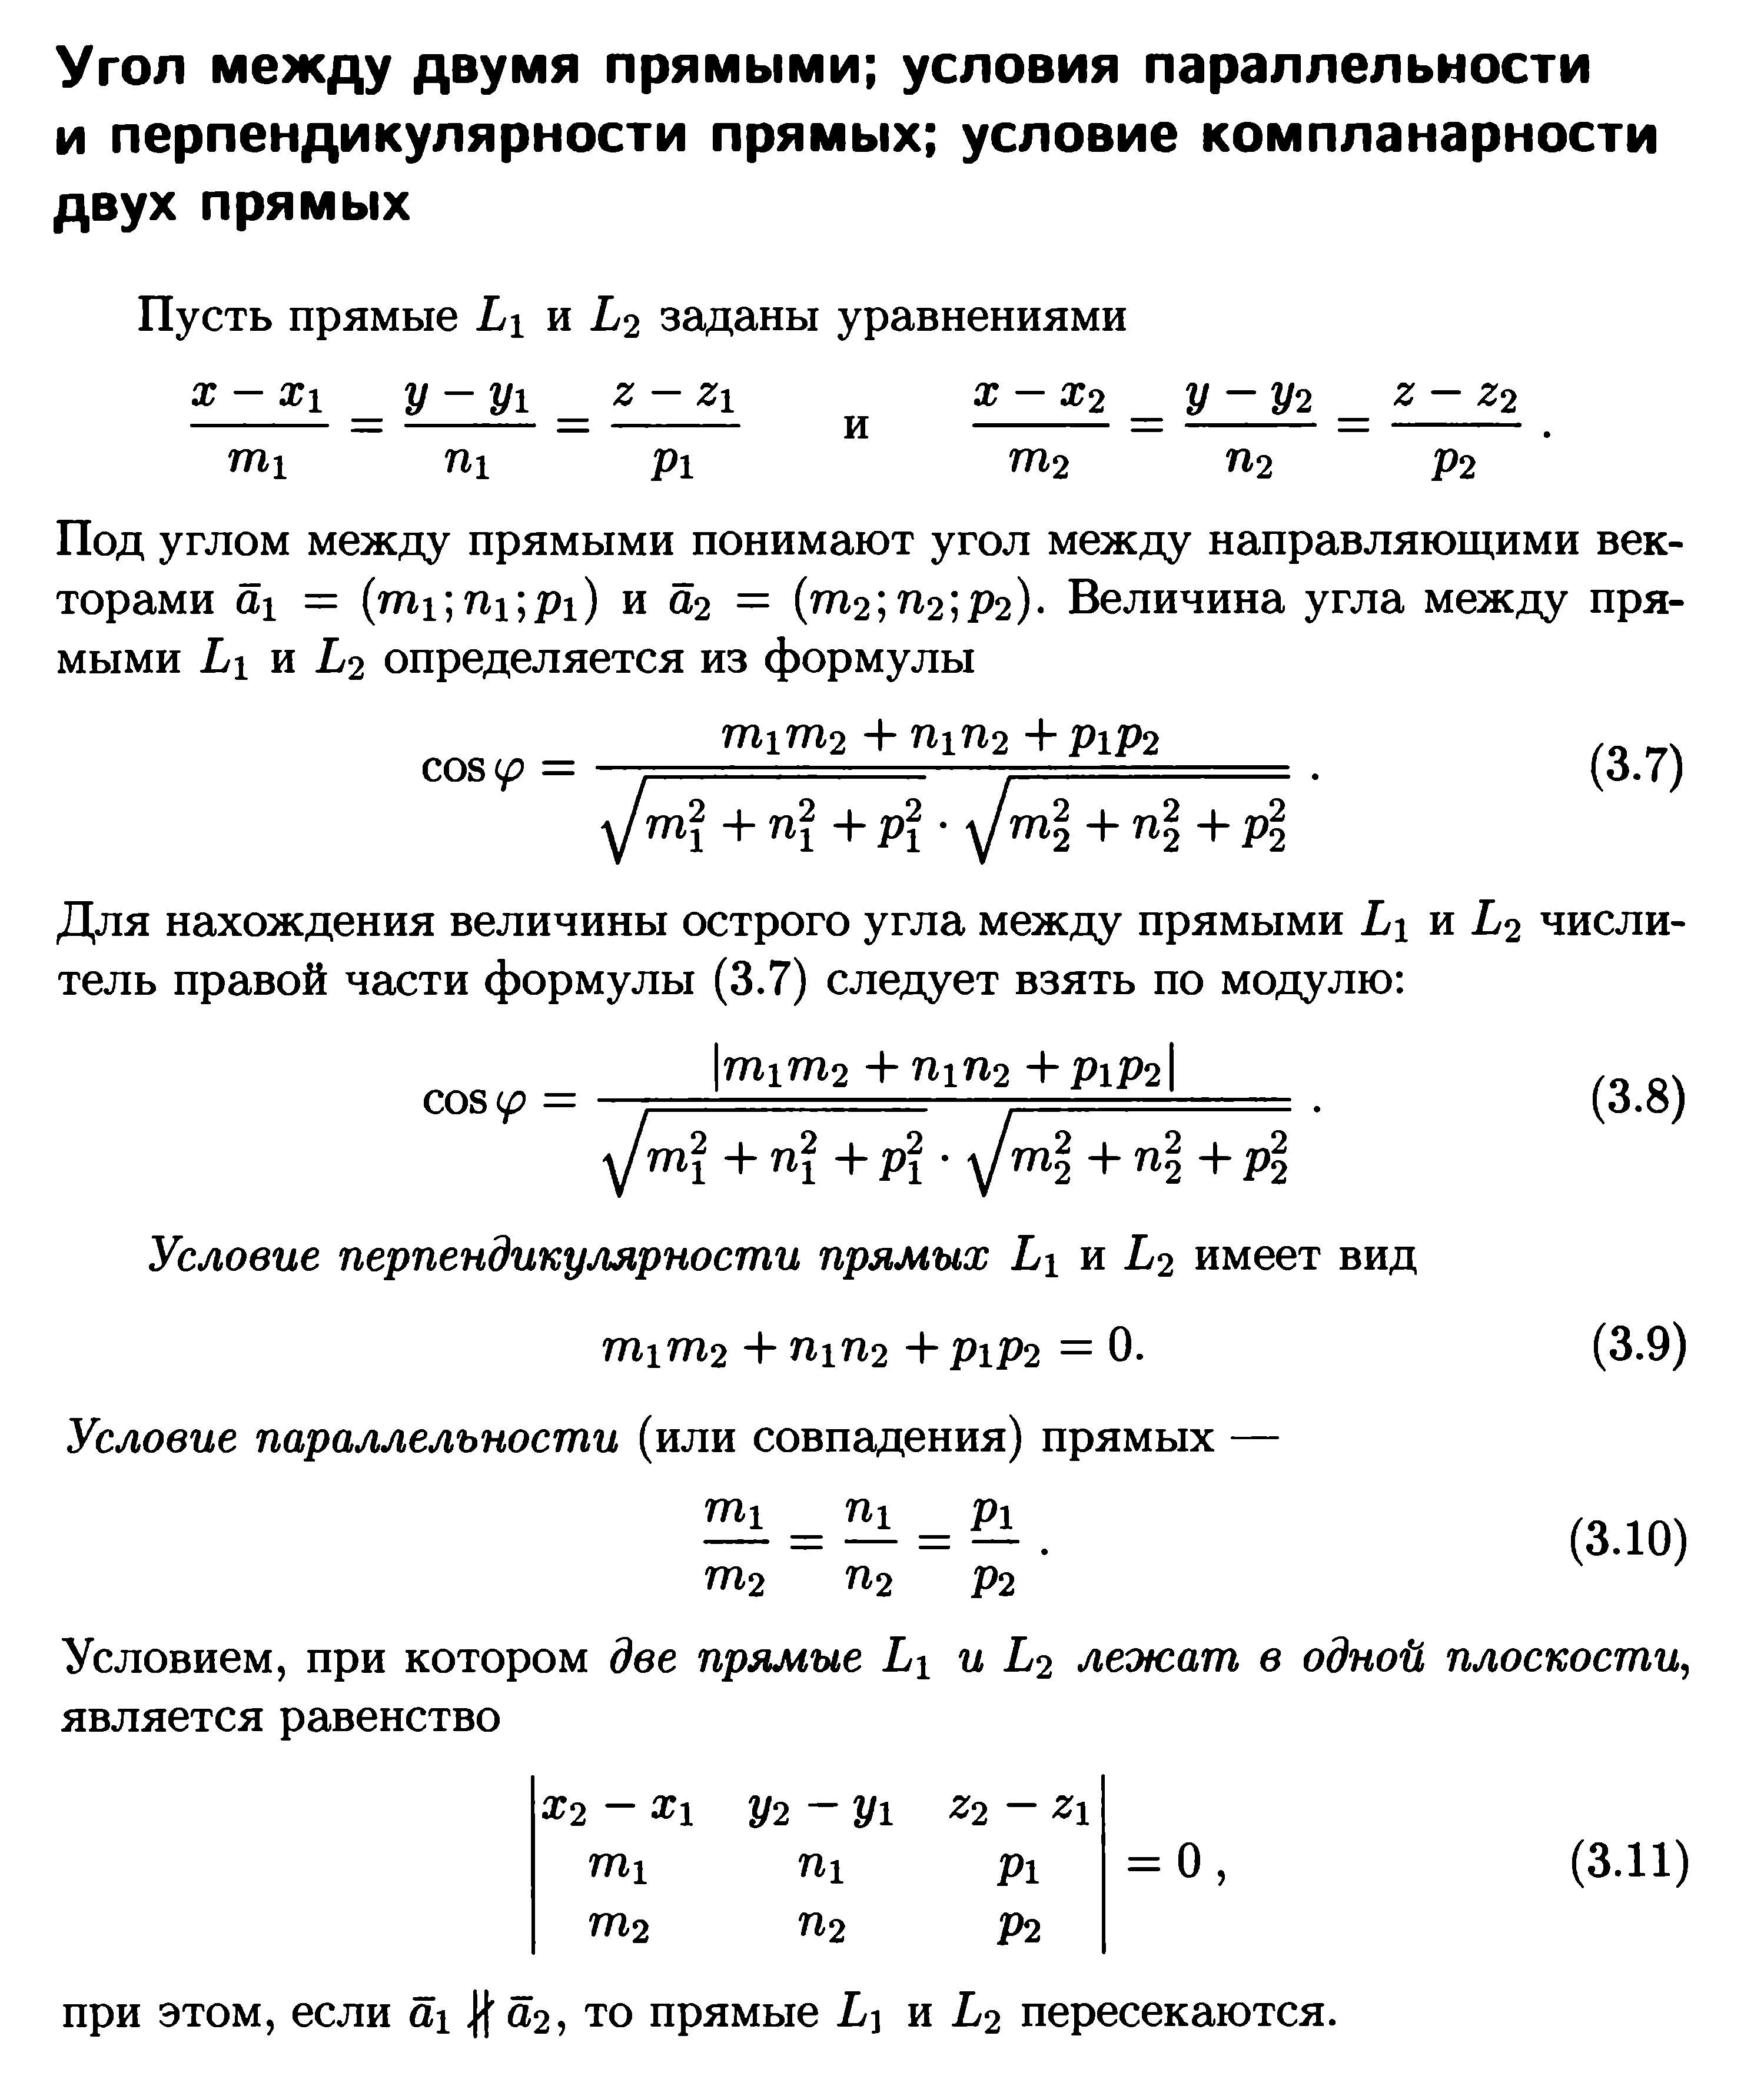 Угол между двумя прямыми; условия параллельности
и перпендикулярности прямых; условие компланарности
двух прямых
Пусть прямые L₁ и L₂ заданы уравнениями
(x − x₁)/m₁ = (y − y₁)/n₁ = (z − z₁)/p₁ и (x − x₂)/m₂ = (y − y₂)/n₂ = (z − z₂)/p₂ .
Под углом между прямыми понимают угол между направляющими век-
торами ā₁ = (m₁; n₁; p₁) и ā₂ = (m₂; n₂; p₂). Величина угла между пря-
мыми L₁ и L₂ определяется из формулы
cos φ = (m₁m₂ + n₁n₂ + p₁p₂)/(√(m₁² + n₁² + p₁²) · √(m₂² + n₂² + p₂²)) . (3.7)
Для нахождения величины острого угла между прямыми L₁ и L₂ числи-
тель правой части формулы (3.7) следует взять по модулю:
cos φ = |m₁m₂ + n₁n₂ + p₁p₂|/(√(m₁² + n₁² + p₁²) · √(m₂² + n₂² + p₂²)) . (3.8)
Условие перпендикулярности прямых L₁ и L₂ имеет вид
m₁m₂ + n₁n₂ + p₁p₂ = 0. (3.9)
Условие параллельности (или совпадения) прямых —
m₁/m₂ = n₁/n₂ = p₁/p₂ . (3.10)
Условием, при котором две прямые L₁ и L₂ лежат в одной плоскости,
является равенство
| x₂ − x₁ y₂ − y₁ z₂ − z₁ |
| m₁ n₁ p₁ | = 0 , (3.11)
| m₂ n₂ p₂ |
при этом, если ā₁ ∦ ā₂, то прямые L₁ и L₂ пересекаются.